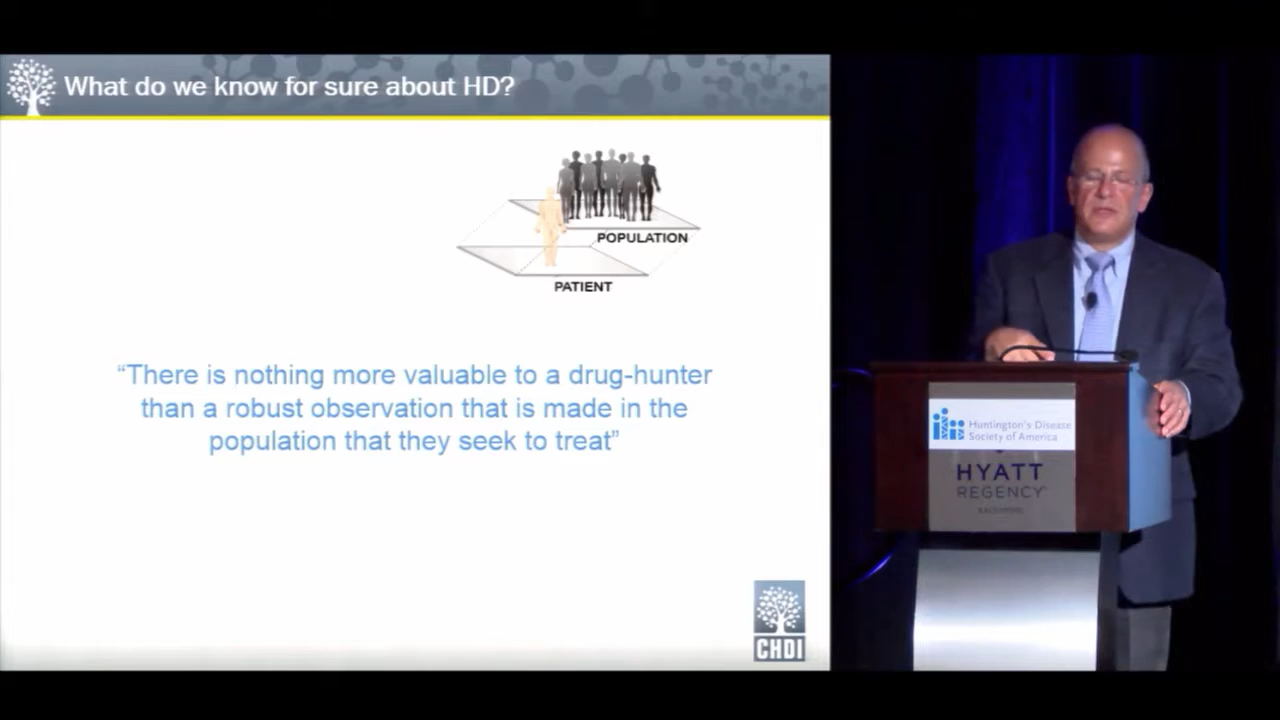 What do we know for sure about HD?
POPULATION
PATIENT
“There is nothing more valuable to a drug-hunter
than a robust observation that is made in the
population that they seek to treat”
CHDI
Huntington's Disease
Society of America
HYATT
REGENCY